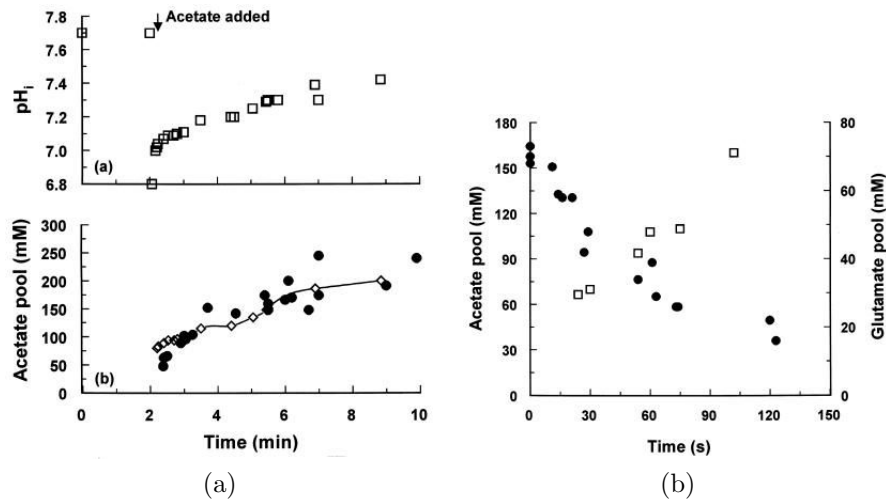 7.8
Acetate added
7.6
7.4
7.2
7.0
6.8
pHi
(a)
300
250
200
150
100
50
0
Acetate pool (mM)
(b)
0 2 4 6 8 10
Time (min)
(a)
180
150
120
90
60
30
0
Acetate pool (mM)
80
60
40
20
0
Glutamate pool (mM)
0 30 60 90 120 150
Time (s)
(b)